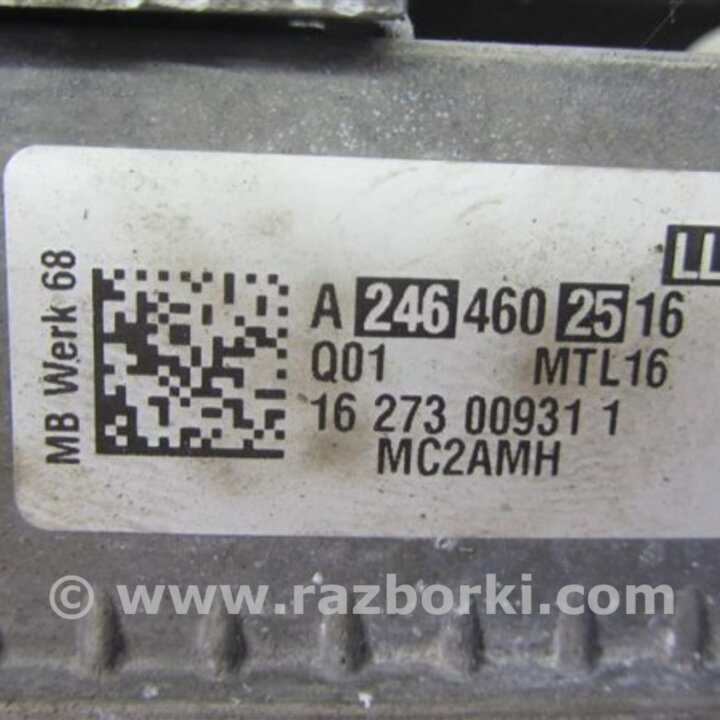 MB Werk 68
LL
A 246 460 25 16
Q01 MTL16
16 273 00931 1
MC2AMH
© www.razborki.com